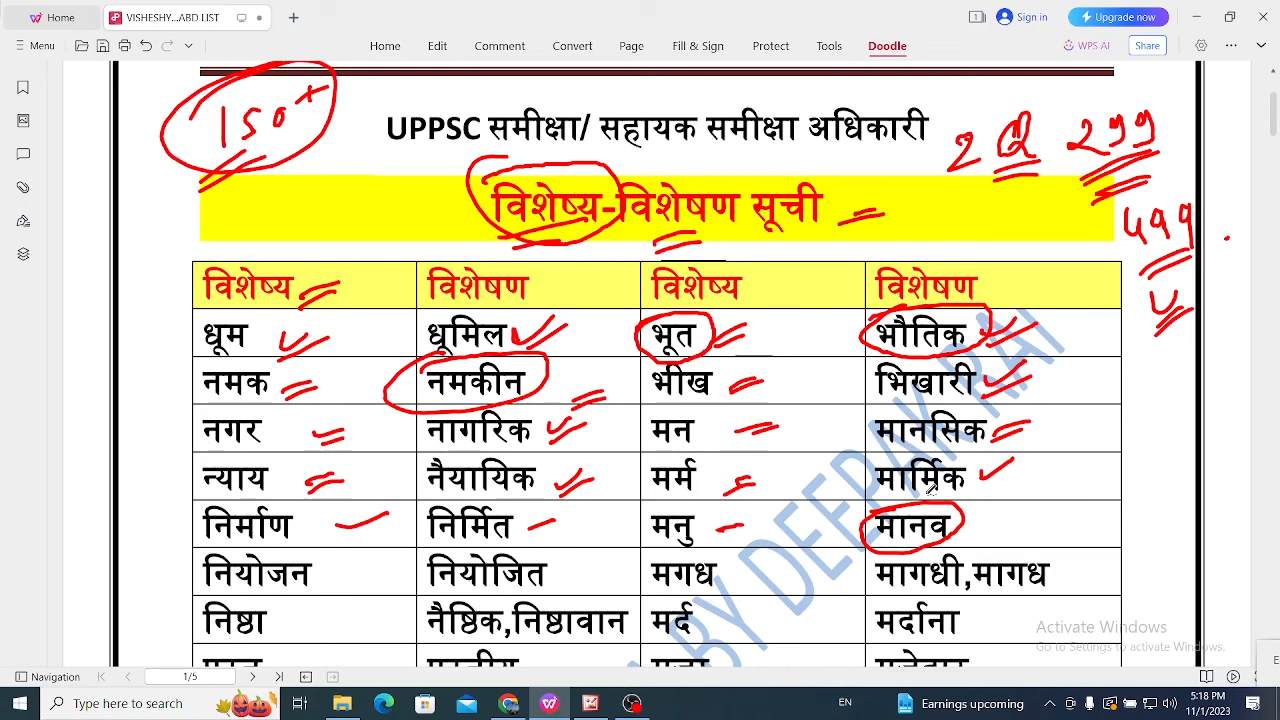 Home VISHESHY...ABD LIST + Sign in Upgrade now
Menu Home Edit Comment Convert Page Fill & Sign Protect Tools Doodle WPS AI Share
150+
UPPSC समीक्षा/ सहायक समीक्षा अधिकारी
2 299
विशेष्य-विशेषण सूची
499
विशेष्य विशेषण विशेष्य विशेषण
धूम धूमिल भूत भौतिक
नमक नमकीन भीख भिखारी
नगर नागरिक मन मानसिक
न्याय नैयायिक मर्म मार्मिक
निर्माण निर्मित मनु मानव
नियोजन नियोजित मगध मागधी,मागध
निष्ठा नैष्ठिक,निष्ठावान मर्द मर्दाना
BY DEEPAK RAI
Activate Windows
Go to Settings to activate Windows.
Navigation 1/5
Type here to search EN Earnings upcoming 5:18 PM
11/1/2023